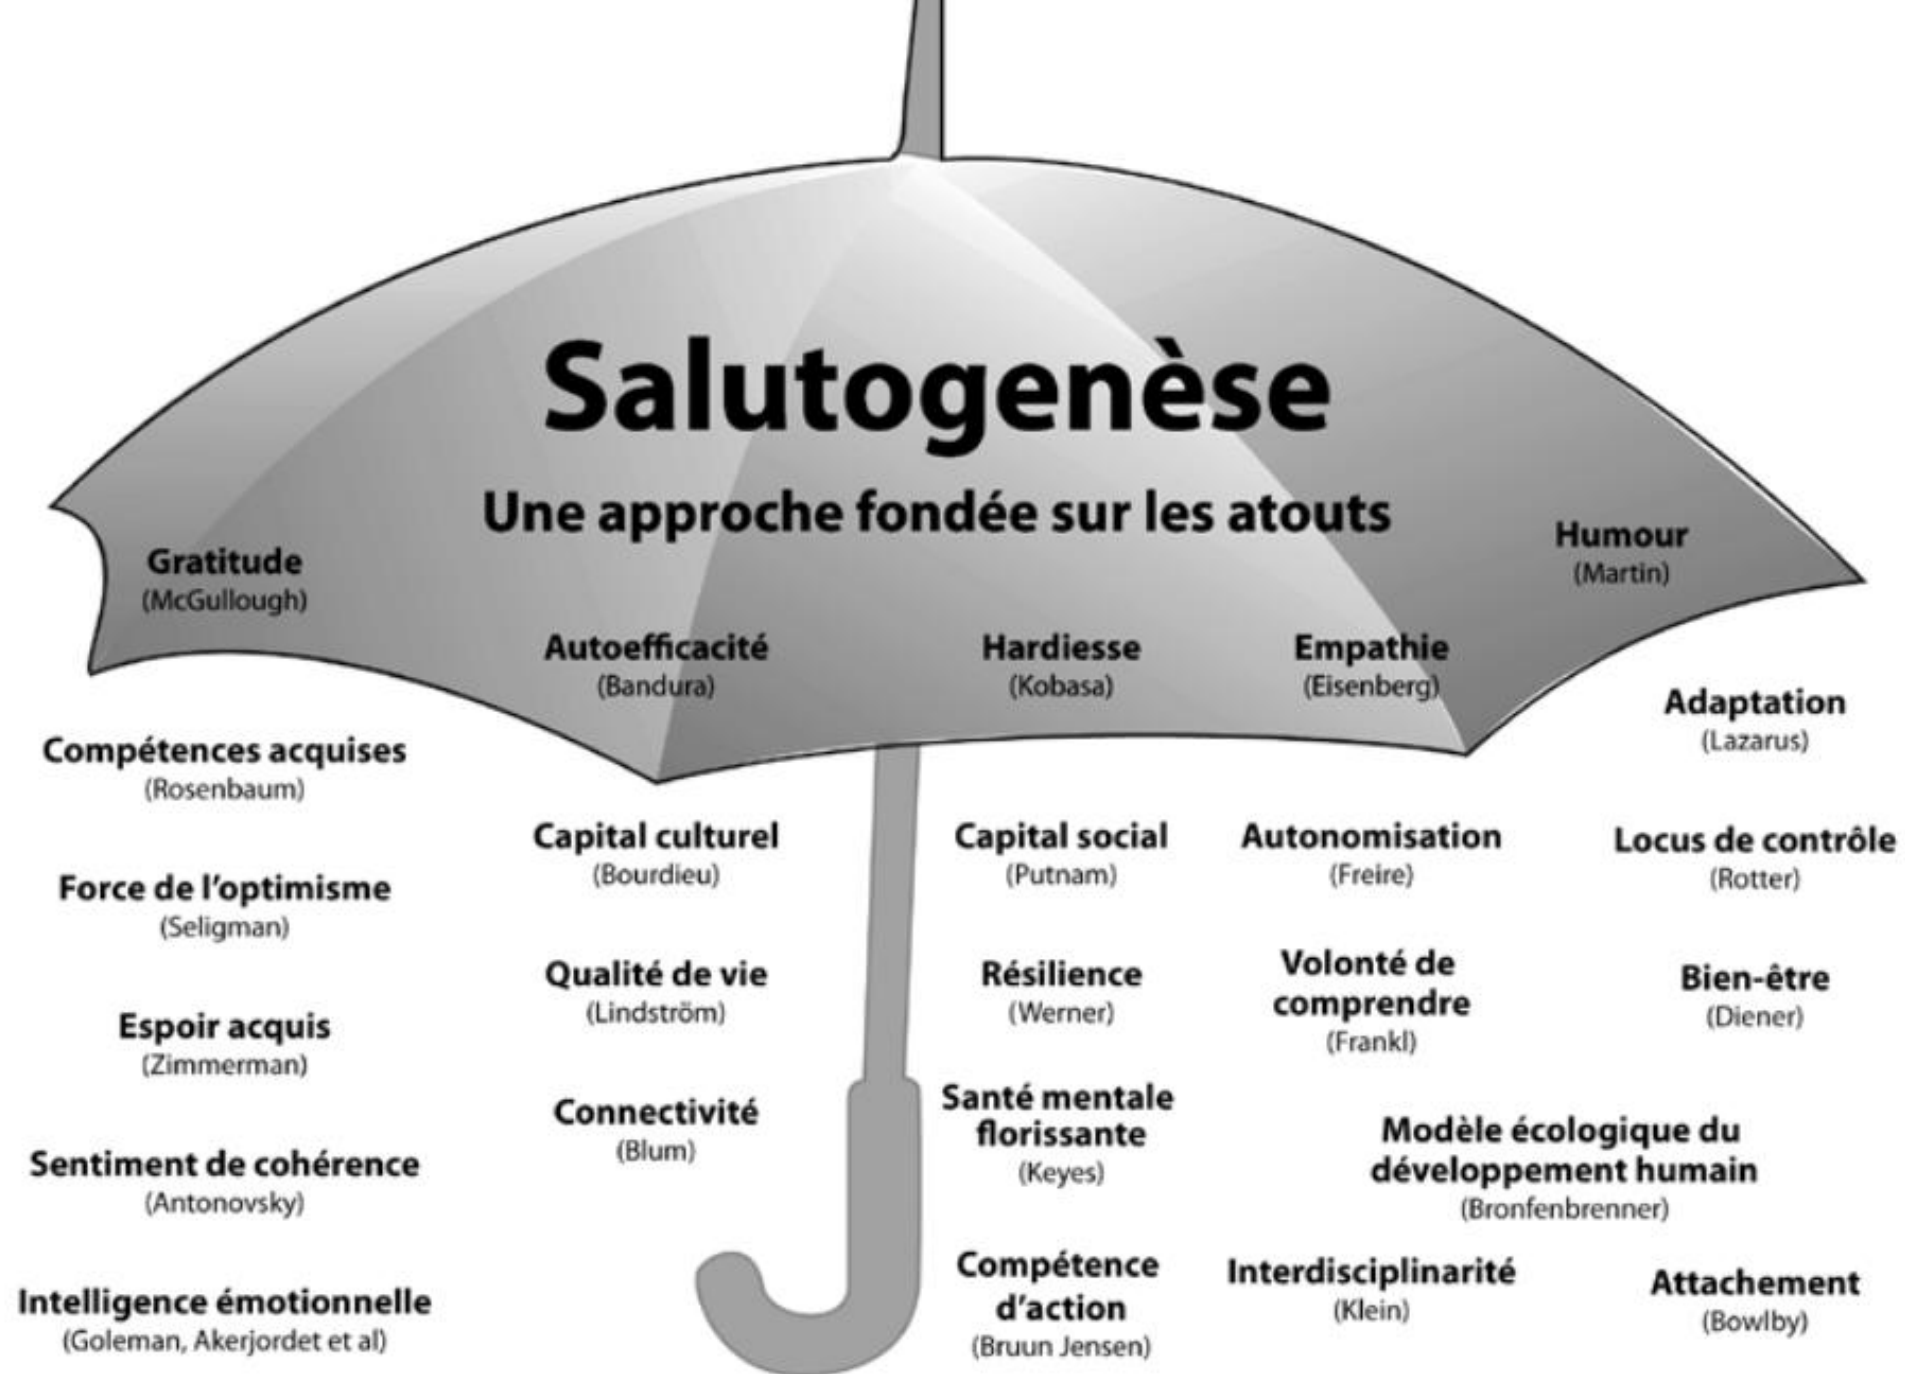 Salutogenèse
Une approche fondée sur les atouts
Gratitude
(McGullough)
Autoefficacité
(Bandura)
Hardiesse
(Kobasa)
Empathie
(Eisenberg)
Humour
(Martin)
Compétences acquises
(Rosenbaum)
Force de l'optimisme
(Seligman)
Espoir acquis
(Zimmerman)
Sentiment de cohérence
(Antonovsky)
Intelligence émotionnelle
(Goleman, Akerjordet et al)
Capital culturel
(Bourdieu)
Qualité de vie
(Lindström)
Connectivité
(Blum)
Capital social
(Putnam)
Résilience
(Werner)
Santé mentale
florissante
(Keyes)
Compétence
d'action
(Bruun Jensen)
Autonomisation
(Freire)
Volonté de
comprendre
(Frankl)
Adaptation
(Lazarus)
Locus de contrôle
(Rotter)
Bien-être
(Diener)
Modèle écologique du
développement humain
(Bronfenbrenner)
Interdisciplinarité
(Klein)
Attachement
(Bowlby)